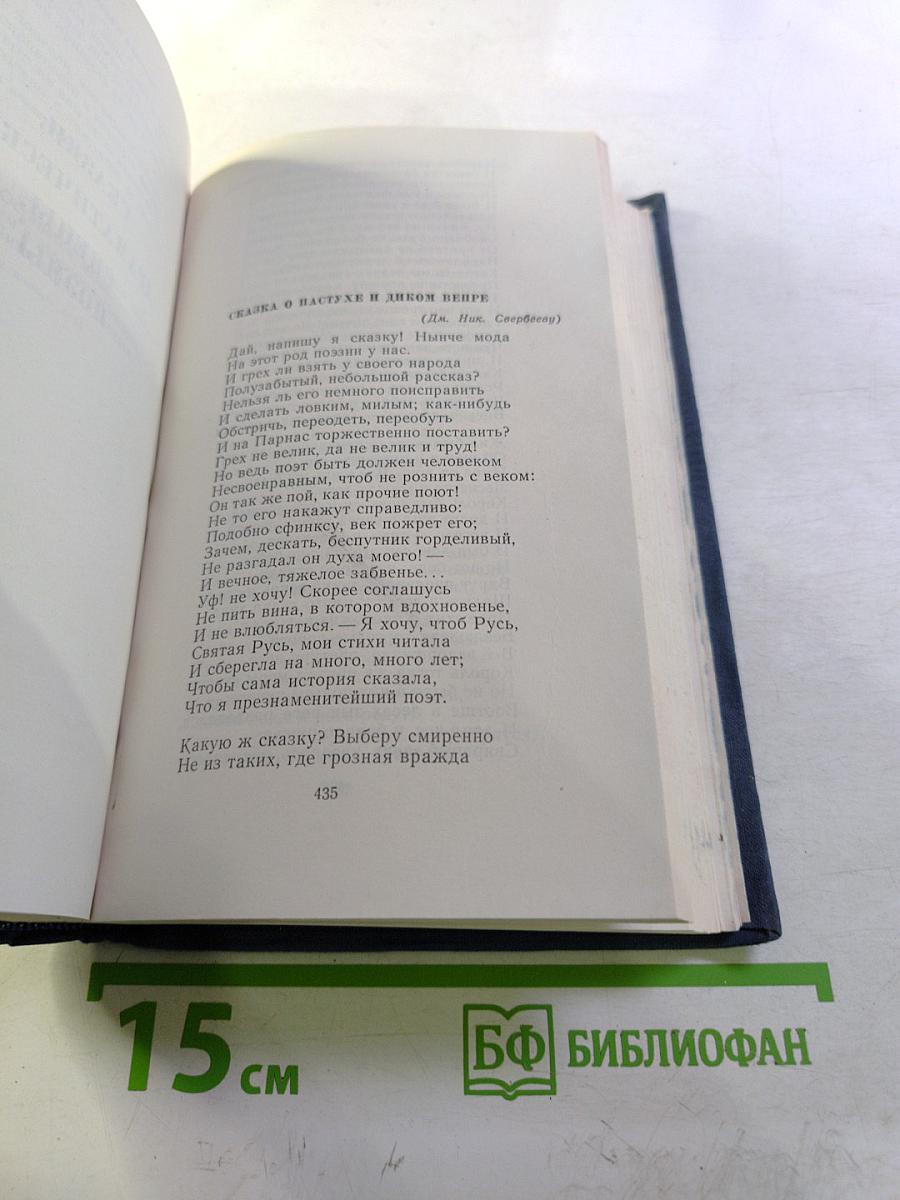 СКАЗКА О ПАСТУХЕ И ДИКОМ ВЕПРЕ
(Дм. Ник. Свербееву)
Дай, напишу я сказку! Нынче мода
На этот род поэзии у нас.
И грех ли взять у своего народа
Полузабытый, небольшой рассказ?
Нельзя ль его немного поисправить
И сделать ловким, милым; как-нибудь
Обстричь, переодеть, переобуть
И на Парнас торжественно поставить?
Грех не велик, да не велик и труд!
Но ведь поэт быть должен человеком
Несвоенравным, чтоб не рознить с веком:
Он так же пой, как прочие поют!
Не то его накажут справедливо:
Подобно сфинксу, век пожрет его;
Зачем, дескать, беспутник горделивый,
Не разгадал он духа моего! —
И вечное, тяжелое забвенье...
Уф! не хочу! Скорее соглашусь
Не пить вина, в котором вдохновенье,
И не влюбляться. — Я хочу, чтоб Русь,
Святая Русь, мои стихи читала
И сберегла на много, много лет;
Чтобы сама история сказала,
Что я презнаменитейший поэт.
Какую ж сказку? Выберу смиренно
Не из таких, где грозная вражда
435
15 см
БФ БИБЛИОФАН